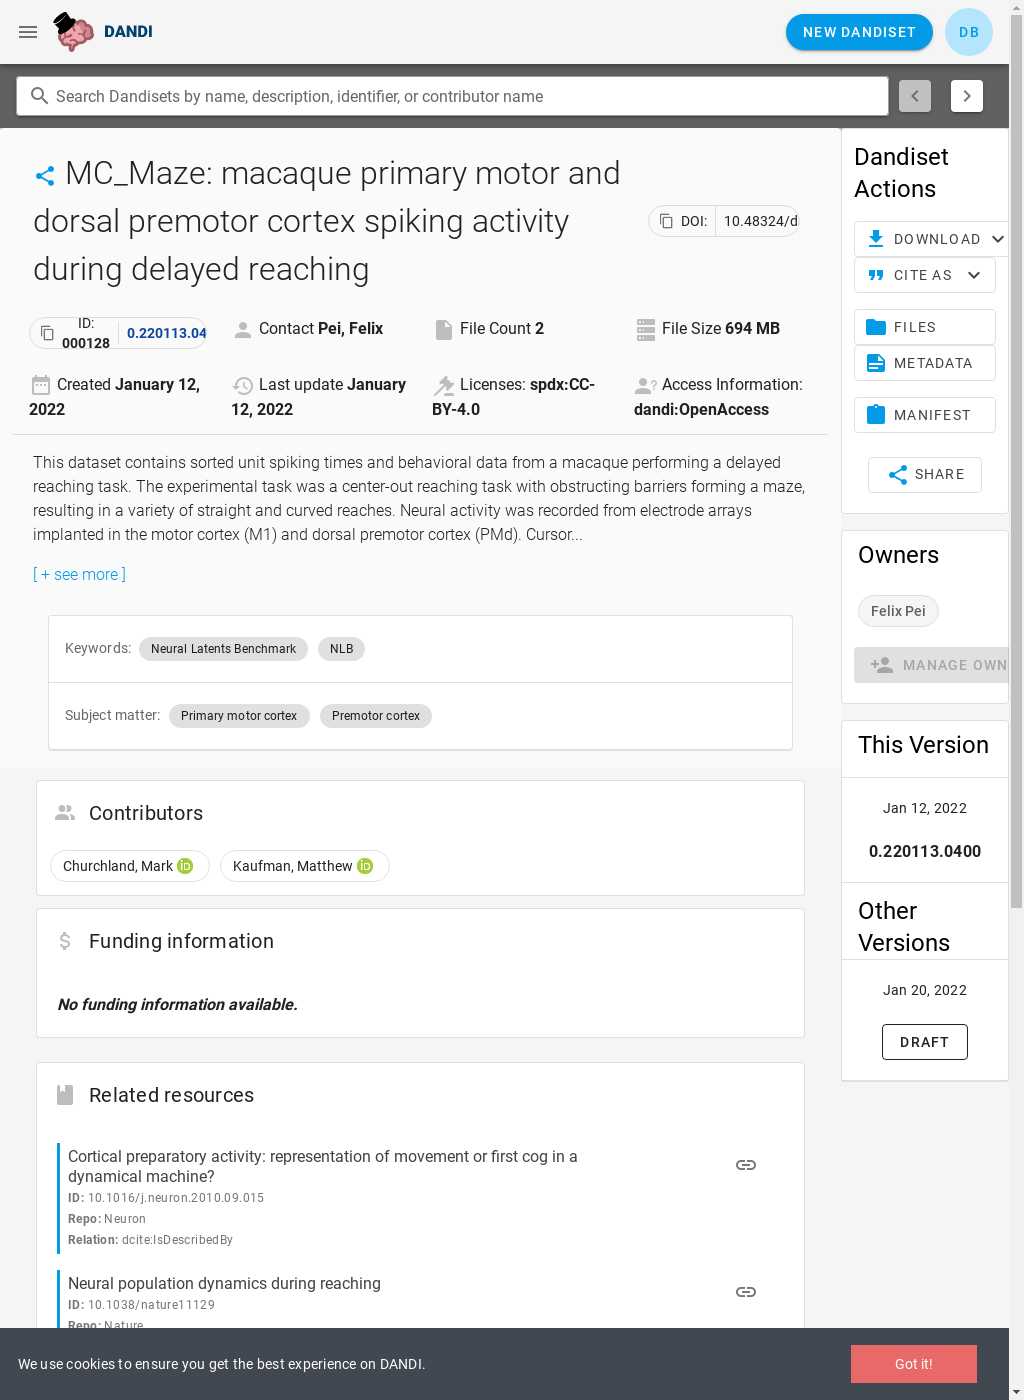 DANDI
NEW DANDISET
DB
Search Dandisets by name, description, identifier, or contributor name
MC_Maze: macaque primary motor and
dorsal premotor cortex spiking activity
during delayed reaching
DOI: 10.48324/d
ID:
000128
0.220113.04
Contact Pei, Felix
File Count 2
File Size 694 MB
Created January 12,
2022
Last update January
12, 2022
Licenses: spdx:CC-
BY-4.0
Access Information:
dandi:OpenAccess
This dataset contains sorted unit spiking times and behavioral data from a macaque performing a delayed
reaching task. The experimental task was a center-out reaching task with obstructing barriers forming a maze,
resulting in a variety of straight and curved reaches. Neural activity was recorded from electrode arrays
implanted in the motor cortex (M1) and dorsal premotor cortex (PMd). Cursor...
[ + see more ]
Keywords: Neural Latents Benchmark NLB
Subject matter: Primary motor cortex Premotor cortex
Contributors
Churchland, Mark iD Kaufman, Matthew iD
Funding information
No funding information available.
Related resources
Cortical preparatory activity: representation of movement or first cog in a
dynamical machine?
ID: 10.1016/j.neuron.2010.09.015
Repo: Neuron
Relation: dcite:IsDescribedBy
Neural population dynamics during reaching
ID: 10.1038/nature11129
Repo: Nature
Dandiset
Actions
DOWNLOAD
CITE AS
FILES
METADATA
MANIFEST
SHARE
Owners
Felix Pei
MANAGE OWN
This Version
Jan 12, 2022
0.220113.0400
Other
Versions
Jan 20, 2022
DRAFT
We use cookies to ensure you get the best experience on DANDI.
Got it!